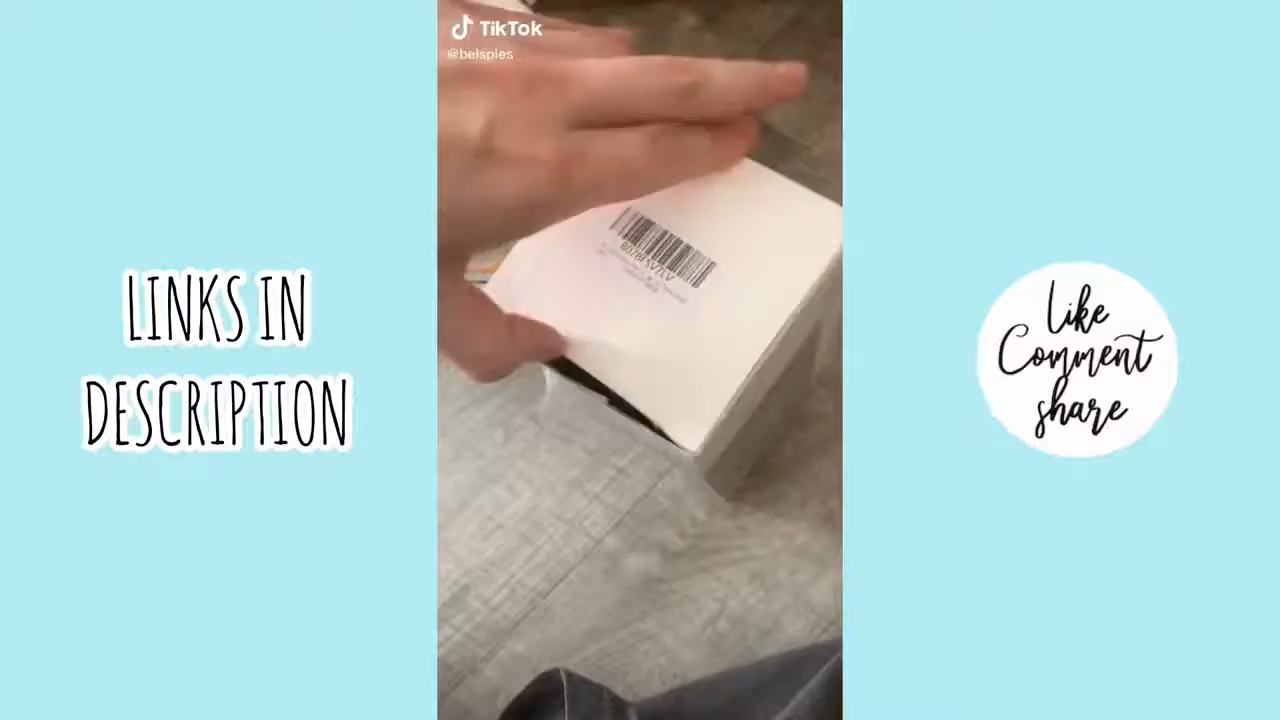 TikTok
@belspies
LINKS IN
DESCRIPTION
like
Comment
share